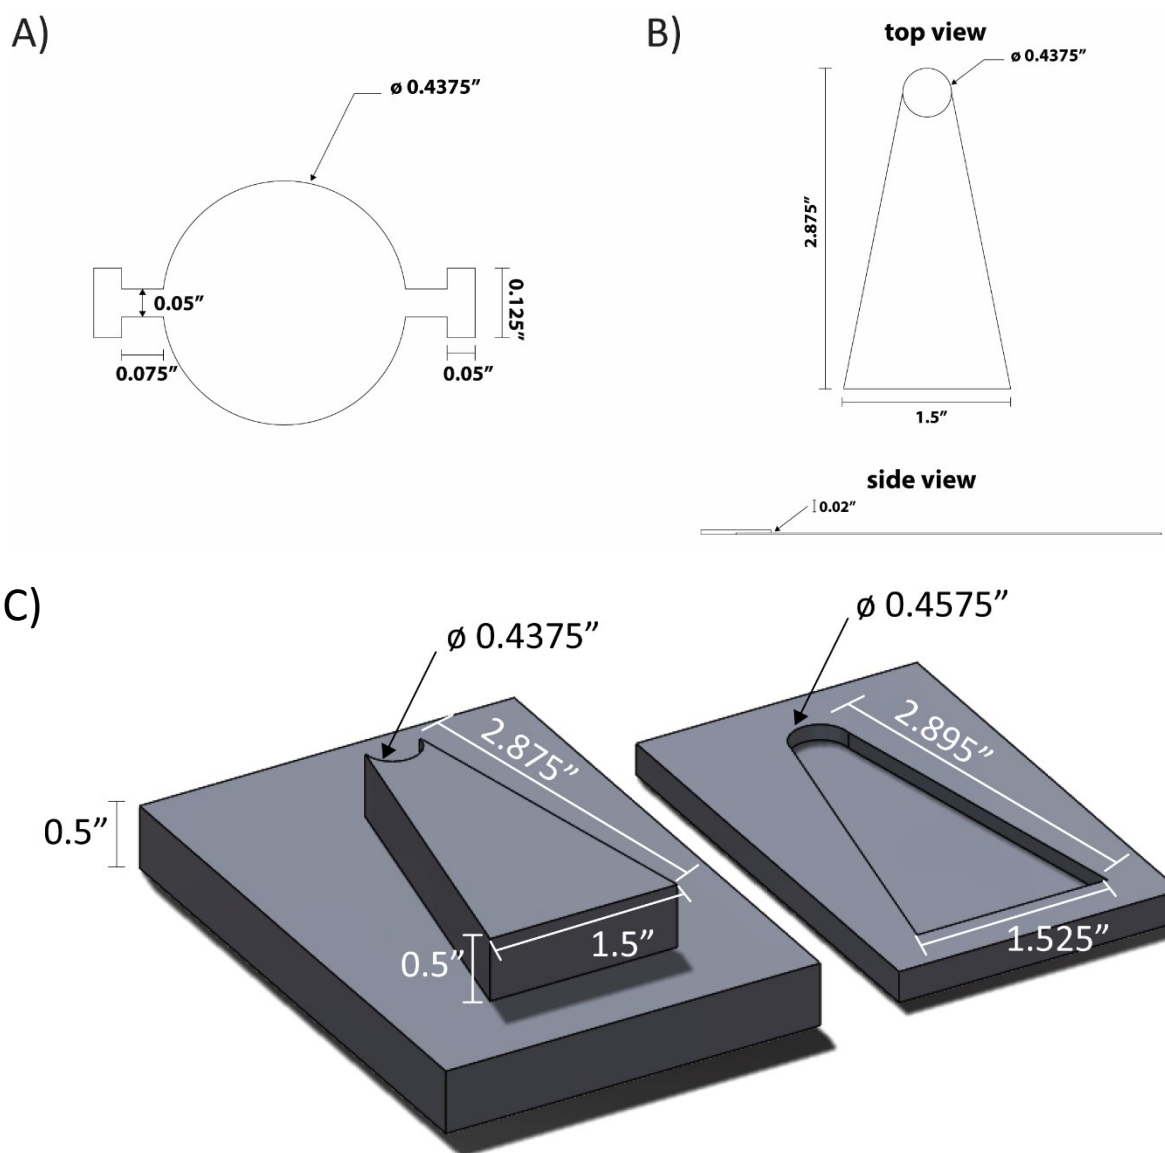 A)
ø 0.4375”
0.05”
0.075”
0.125”
0.05”
B)
top view
ø 0.4375”
2.875”
1.5”
side view
0.02”
C)
ø 0.4375”
2.875”
0.5”
0.5”
1.5”
ø 0.4575”
2.895”
1.525”